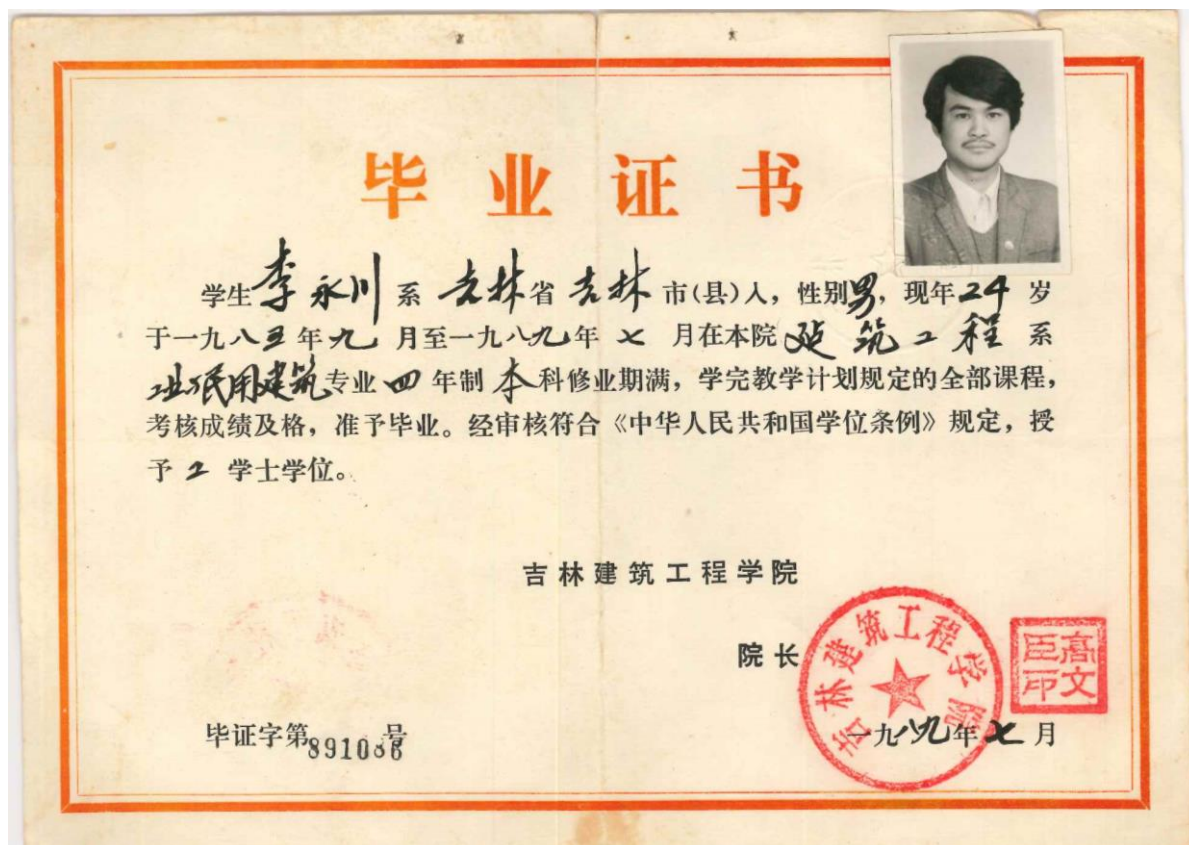 毕业证书
学生李永川系吉林省吉林市(县)人，性别男，现年24岁
于一九八五年九月至一九八九年七月在本院建筑工程系
工业民用建筑专业四年制本科修业期满，学完教学计划规定的全部课程，
考核成绩及格，准予毕业。经审核符合《中华人民共和国学位条例》规定，授
予工学士学位。
吉林建筑工程学院
院长
吉林建筑工程学院
高文
臣印
毕证字第891086号
一九八九年七月